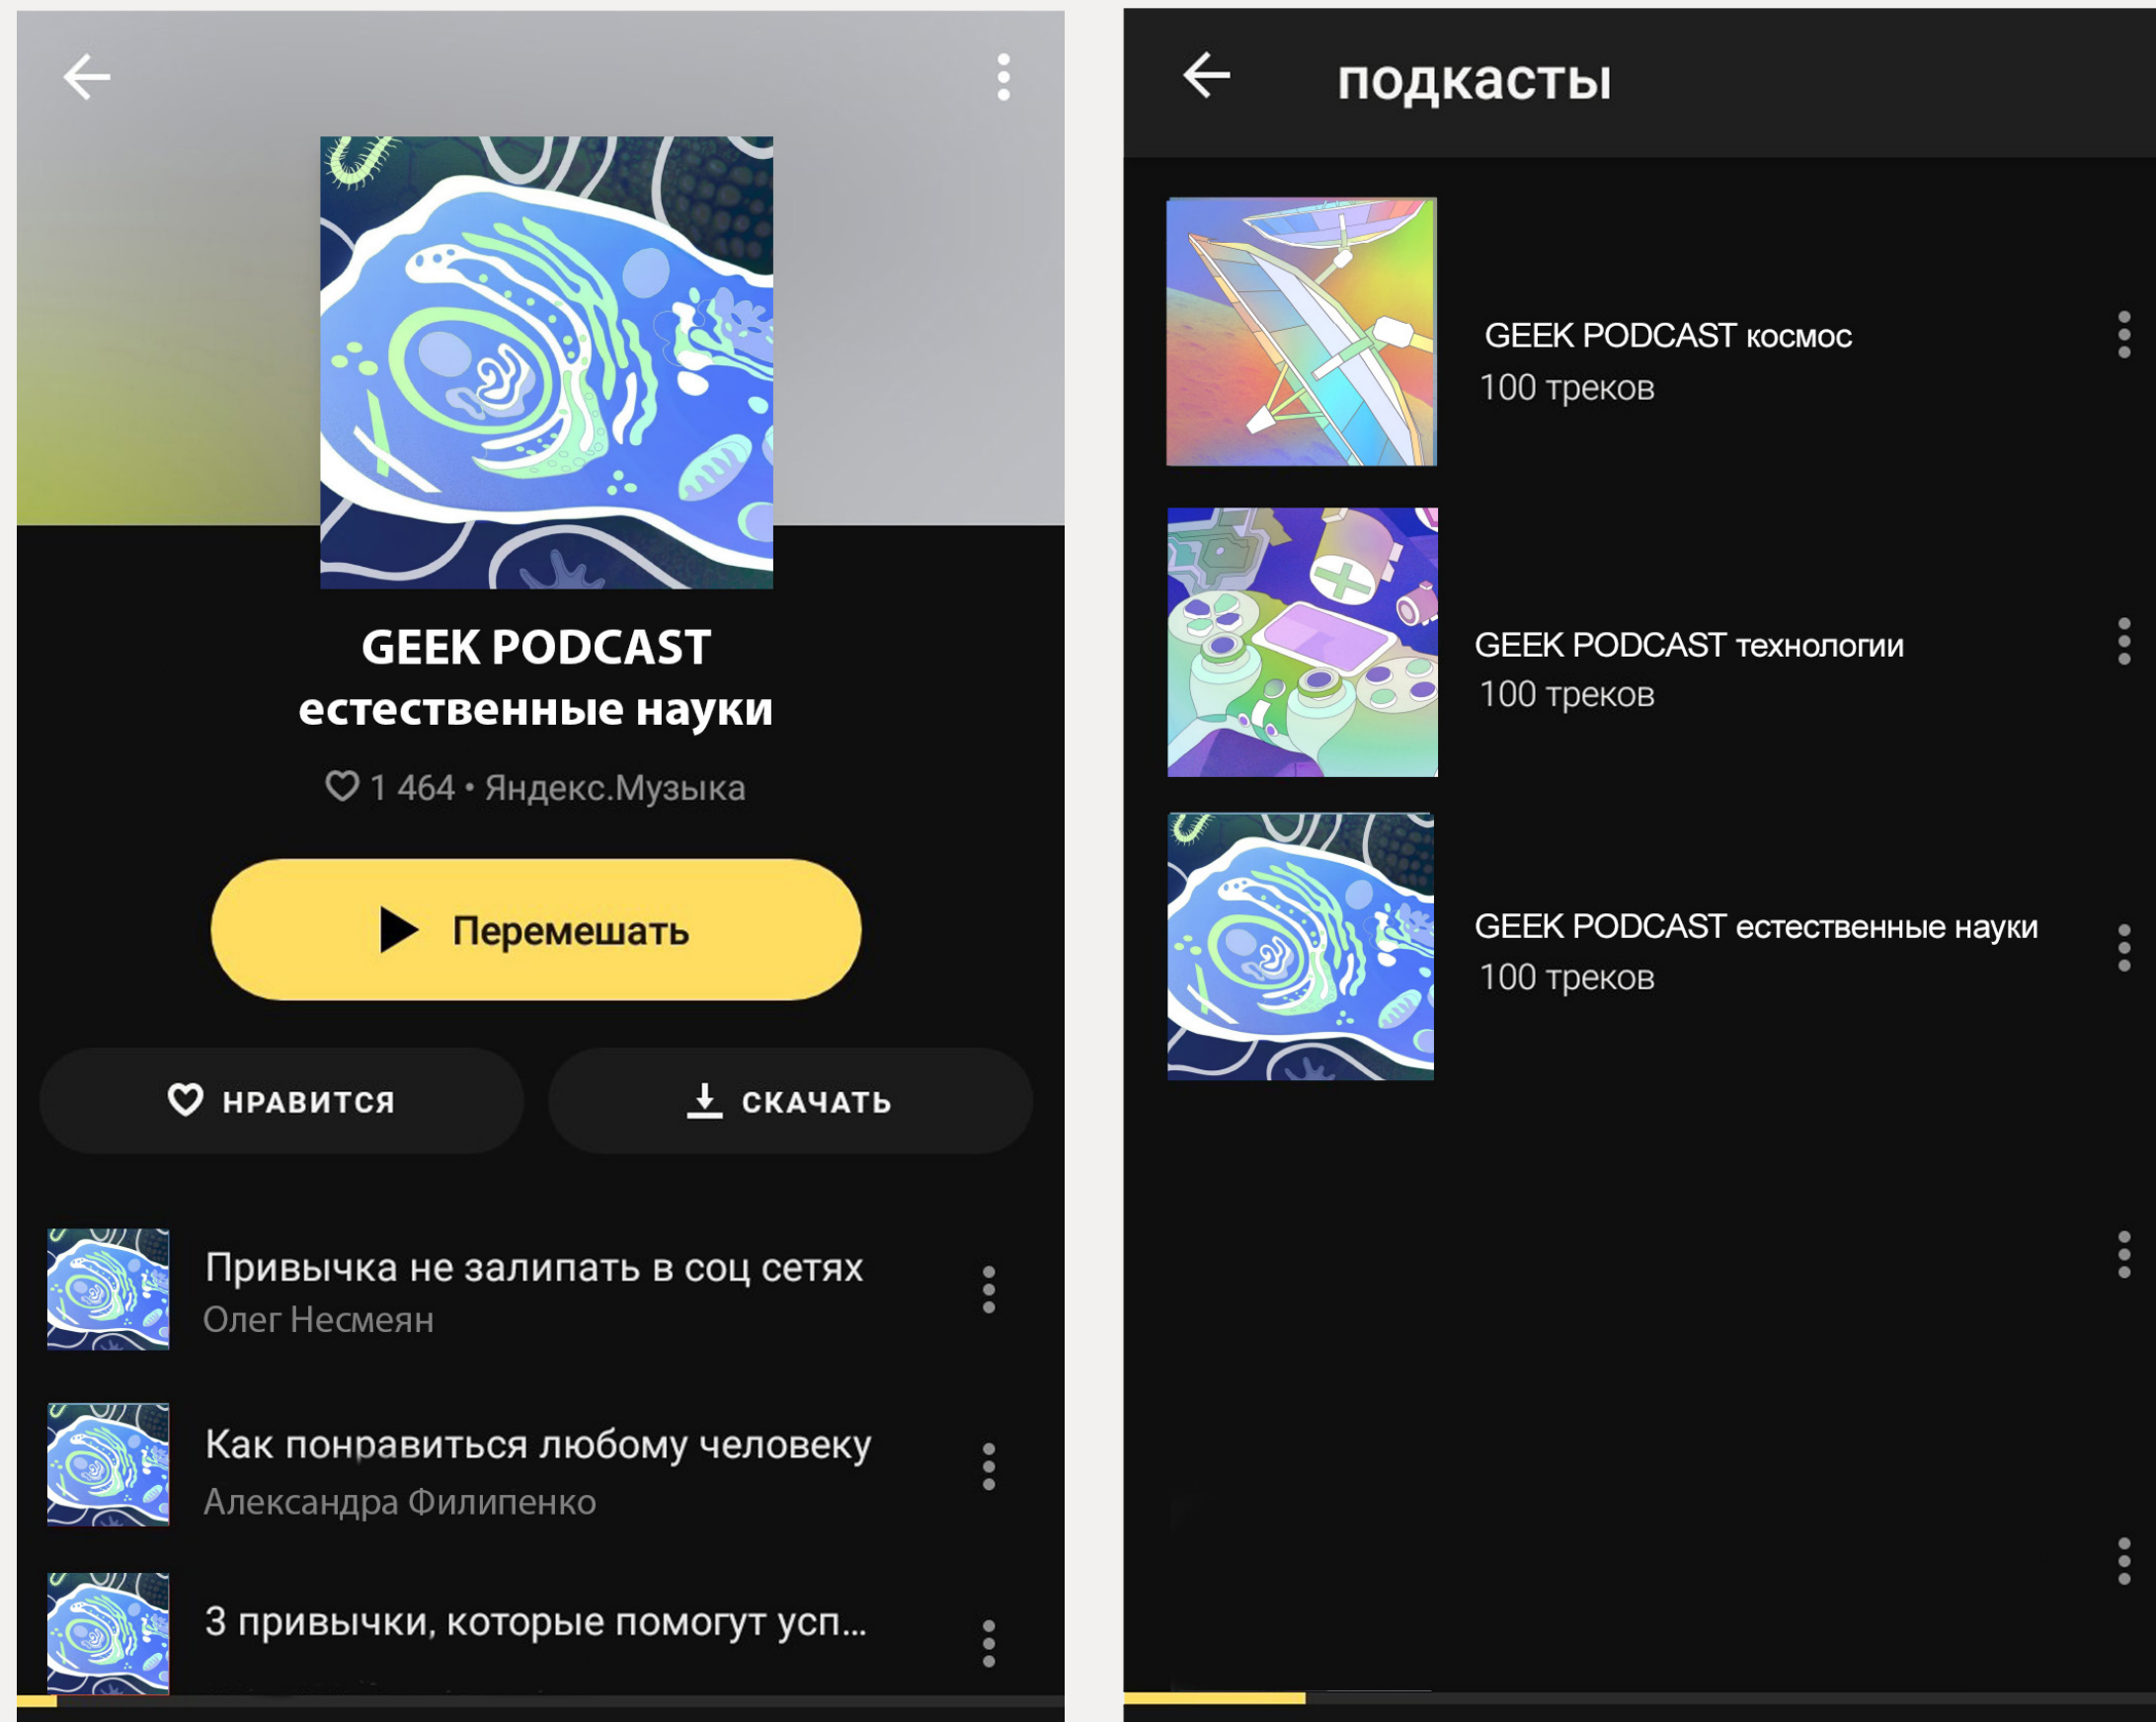 GEEK PODCAST
естественные науки
1 464 • Яндекс.Музыка
Перемешать
НРАВИТСЯ
СКАЧАТЬ
Привычка не залипать в соц сетях
Олег Несмеян
Как понравиться любому человеку
Александра Филипенко
3 привычки, которые помогут усп...
подкасты
GEEK PODCAST космос
100 треков
GEEK PODCAST технологии
100 треков
GEEK PODCAST естественные науки
100 треков